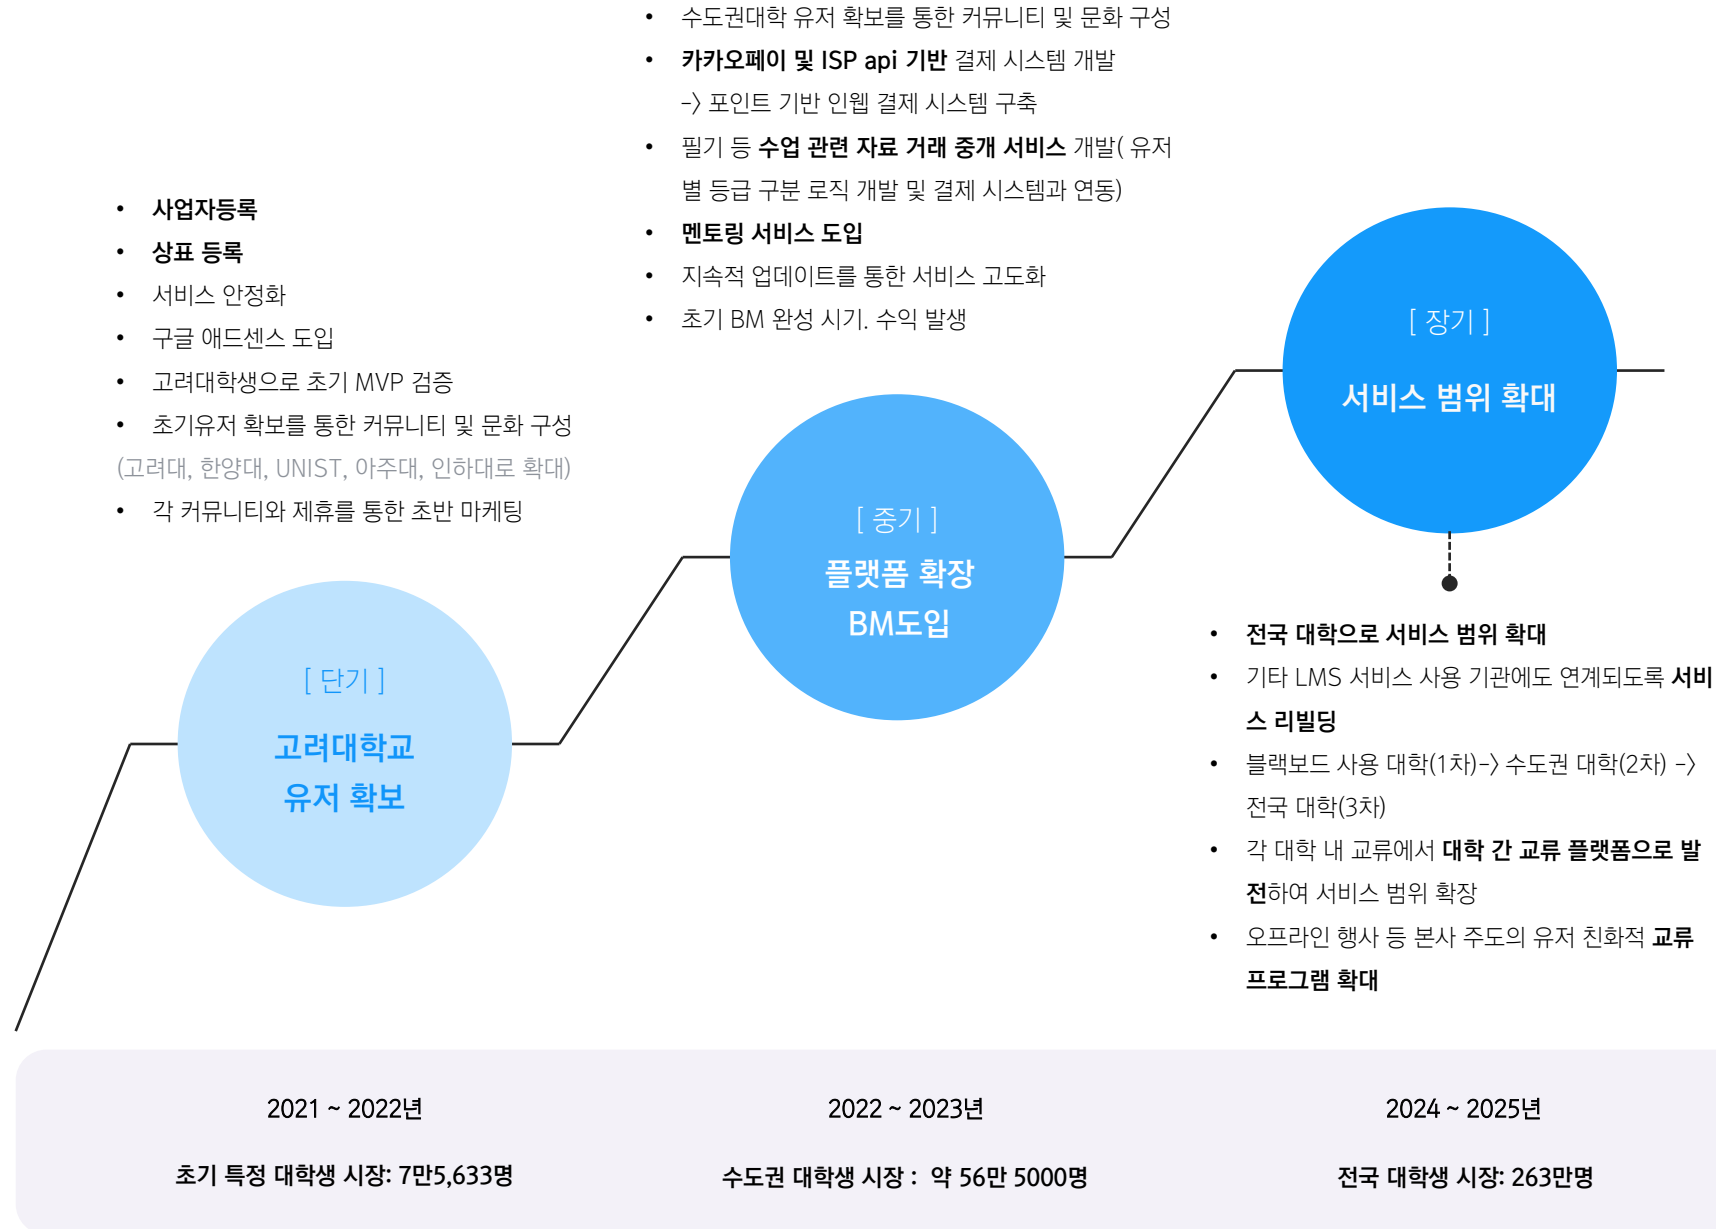 • 사업자등록
• 상표 등록
• 서비스 안정화
• 구글 애드센스 도입
• 고려대학생으로 초기 MVP 검증
• 초기유저 확보를 통한 커뮤니티 및 문화 구성
(고려대, 한양대, UNIST, 아주대, 인하대로 확대)
• 각 커뮤니티와 제휴를 통한 초반 마케팅
[ 단기 ]
고려대학교
유저 확보
• 수도권대학 유저 확보를 통한 커뮤니티 및 문화 구성
• 카카오페이 및 ISP api 기반 결제 시스템 개발
-> 포인트 기반 인웹 결제 시스템 구축
• 필기 등 수업 관련 자료 거래 중개 서비스 개발( 유저
별 등급 구분 로직 개발 및 결제 시스템과 연동)
• 멘토링 서비스 도입
• 지속적 업데이트를 통한 서비스 고도화
• 초기 BM 완성 시기. 수익 발생
[ 중기 ]
플랫폼 확장
BM도입
[ 장기 ]
서비스 범위 확대
• 전국 대학으로 서비스 범위 확대
• 기타 LMS 서비스 사용 기관에도 연계되도록 서비
스 리빌딩
• 블랙보드 사용 대학(1차)-> 수도권 대학(2차) ->
전국 대학(3차)
• 각 대학 내 교류에서 대학 간 교류 플랫폼으로 발
전하여 서비스 범위 확장
• 오프라인 행사 등 본사 주도의 유저 친화적 교류
프로그램 확대
2021 ~ 2022년
초기 특정 대학생 시장: 7만5,633명
2022 ~ 2023년
수도권 대학생 시장 : 약 56만 5000명
2024 ~ 2025년
전국 대학생 시장: 263만명